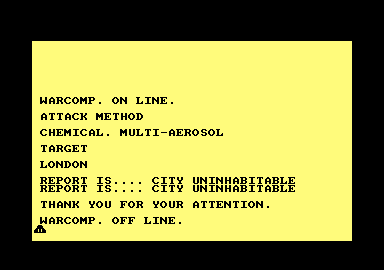 WARCOMP. ON LINE.
ATTACK METHOD
CHEMICAL. MULTI-AEROSOL
TARGET
LONDON
REPORT IS.... CITY UNINHABITABLE
REPORT IS.... CITY UNINHABITABLE
THANK YOU FOR YOUR ATTENTION.
WARCOMP. OFF LINE.